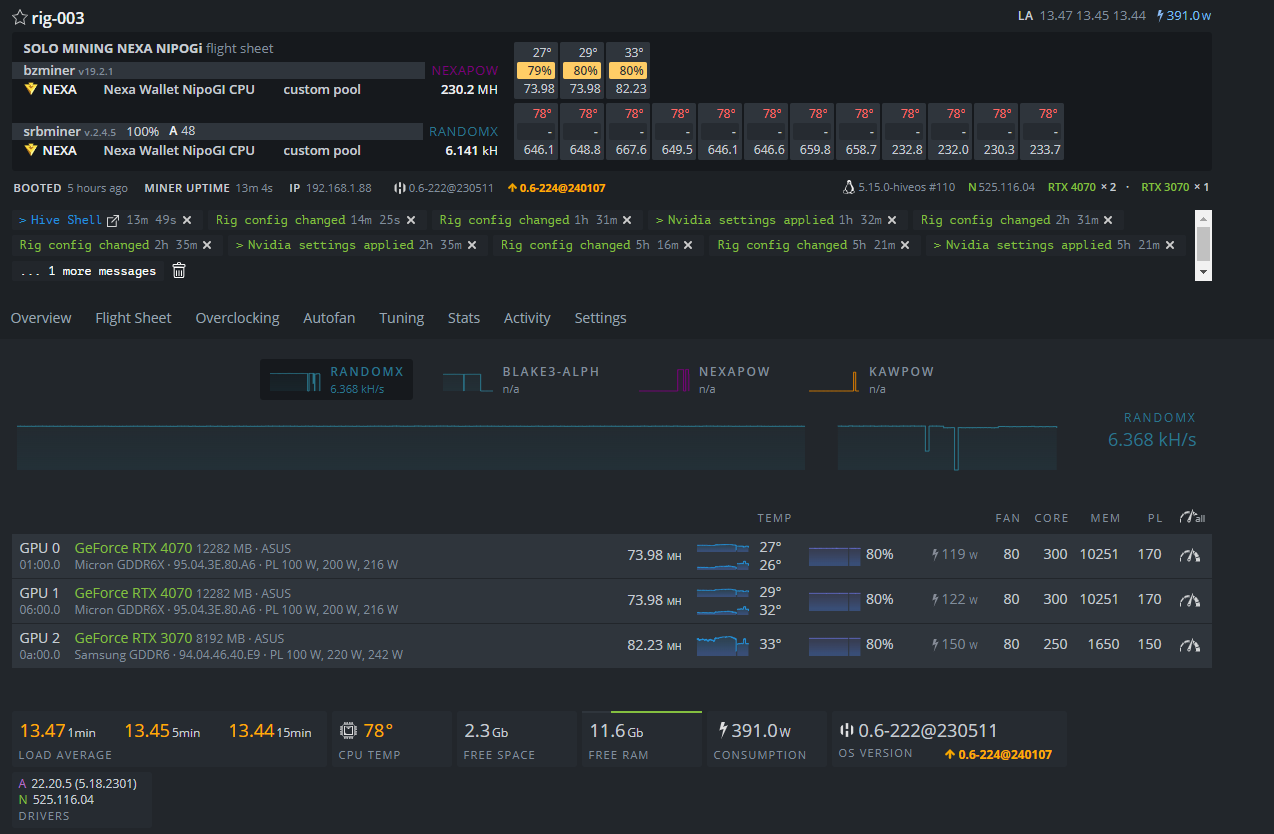 rig-003
LA 13.47 13.45 13.44 391.0 W
SOLO MINING NEXA NIPOGi flight sheet
27° 29° 33°
bzminer v19.2.1 NEXAPOW 79% 80% 80%
NEXA Nexa Wallet NipoGI CPU custom pool 230.2 MH 73.98 73.98 82.23
78° 78° 78° 78° 78° 78° 78° 78° 78° 78° 78° 78°
srbminer v.2.4.5 100% A 48 RANDOMX - - - - - - - - - - - -
NEXA Nexa Wallet NipoGI CPU custom pool 6.141 kH 646.1 648.8 667.6 649.5 646.1 646.6 659.8 658.7 232.8 232.0 230.3 233.7
BOOTED 5 hours ago MINER UPTIME 13m 4s IP 192.168.1.88 0.6-222@230511 0.6-224@240107 5.15.0-hiveos #110 N 525.116.04 RTX 4070 × 2 · RTX 3070 × 1
> Hive Shell 13m 49s × Rig config changed 14m 25s × Rig config changed 1h 31m × > Nvidia settings applied 1h 32m × Rig config changed 2h 31m ×
Rig config changed 2h 35m × > Nvidia settings applied 2h 35m × Rig config changed 5h 16m × Rig config changed 5h 21m × > Nvidia settings applied 5h 21m ×
... 1 more messages
Overview Flight Sheet Overclocking Autofan Tuning Stats Activity Settings
RANDOMX BLAKE3-ALPH NEXAPOW KAWPOW
6.368 kH/s n/a n/a n/a
RANDOMX
6.368 kH/s
TEMP FAN CORE MEM PL all
GPU 0 GeForce RTX 4070 12282 MB · ASUS 73.98 MH 27° 80% 119 W 80 300 10251 170
01:00.0 Micron GDDR6X · 95.04.3E.80.A6 · PL 100 W, 200 W, 216 W 26°
GPU 1 GeForce RTX 4070 12282 MB · ASUS 73.98 MH 29° 80% 122 W 80 300 10251 170
06:00.0 Micron GDDR6X · 95.04.3E.80.A6 · PL 100 W, 200 W, 216 W 32°
GPU 2 GeForce RTX 3070 8192 MB · ASUS 82.23 MH 33° 80% 150 W 80 250 1650 150
0a:00.0 Samsung GDDR6 · 94.04.46.40.E9 · PL 100 W, 220 W, 242 W
13.47 1min 13.45 5min 13.44 15min 78° 2.3 Gb 11.6 Gb 391.0 W 0.6-222@230511
LOAD AVERAGE CPU TEMP FREE SPACE FREE RAM CONSUMPTION OS VERSION 0.6-224@240107
A 22.20.5 (5.18.2301)
N 525.116.04
DRIVERS